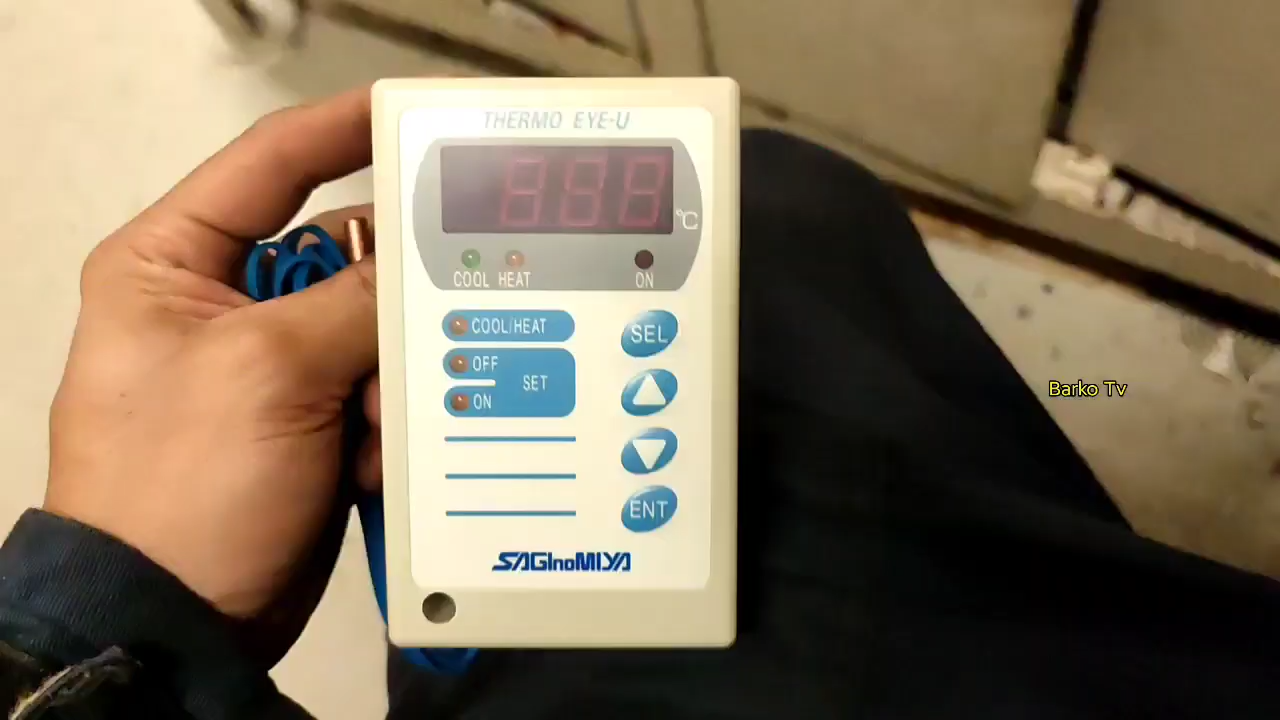 THERMO EYE-U
888
°C
COOL HEAT
ON
COOL/HEAT
OFF
SET
ON
SEL
ENT
SAGInoMIYA
Barko Tv